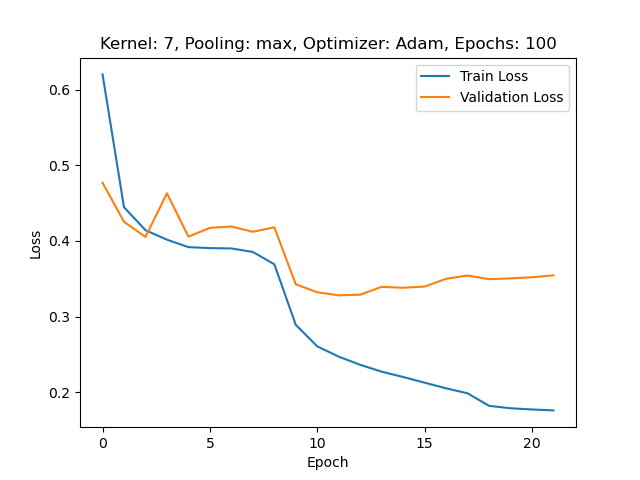 Kernel: 7, Pooling: max, Optimizer: Adam, Epochs: 100
Train Loss
Validation Loss
0.6
0.5
0.4
0.3
0.2
Loss
0
5
10
15
20
Epoch